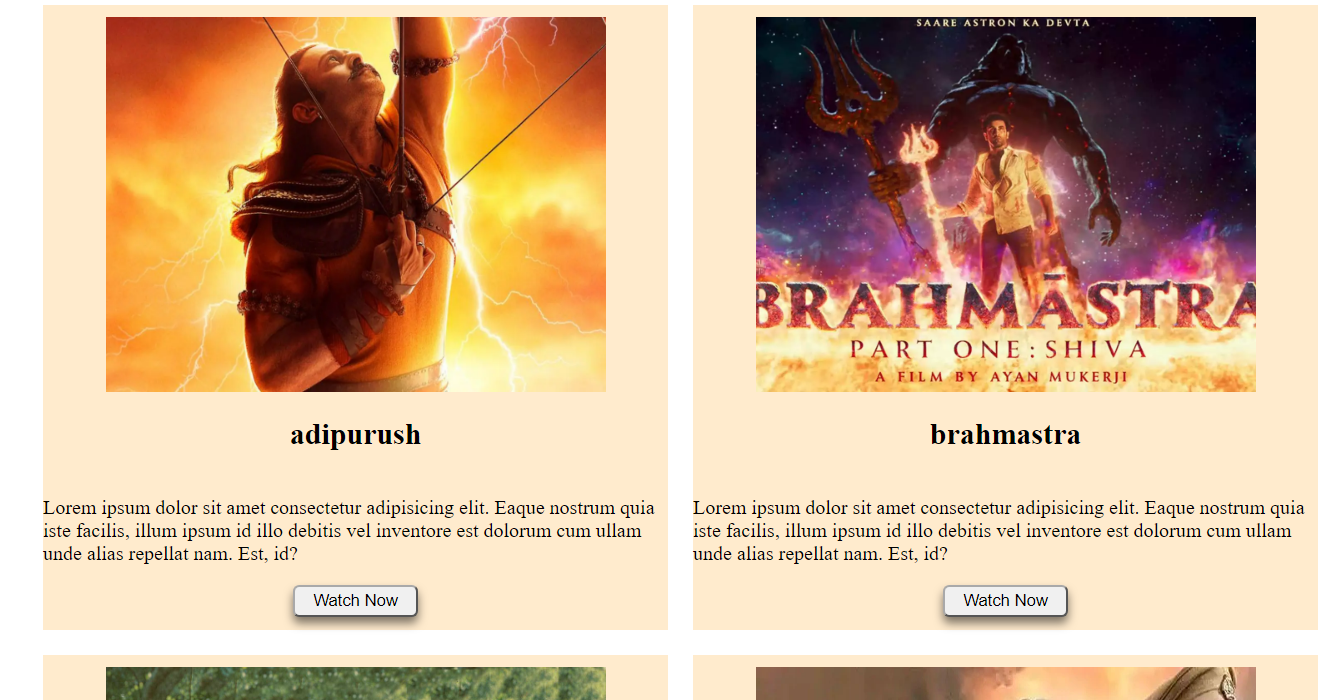 SAARE ASTRON KA DEVTA
BRAHMĀSTRA
PART ONE : SHIVA
A FILM BY AYAN MUKERJI
adipurush
brahmastra
Lorem ipsum dolor sit amet consectetur adipisicing elit. Eaque nostrum quia
iste facilis, illum ipsum id illo debitis vel inventore est dolorum cum ullam
unde alias repellat nam. Est, id?
Lorem ipsum dolor sit amet consectetur adipisicing elit. Eaque nostrum quia
iste facilis, illum ipsum id illo debitis vel inventore est dolorum cum ullam
unde alias repellat nam. Est, id?
Watch Now
Watch Now